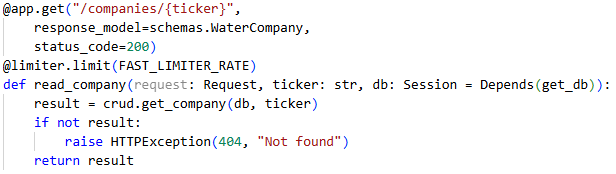 @app.get("/companies/{ticker}",
         response_model=schemas.WaterCompany,
         status_code=200)
@limiter.limit(FAST_LIMITER_RATE)
def read_company(request: Request, ticker: str, db: Session = Depends(get_db)):
    result = crud.get_company(db, ticker)
    if not result:
        raise HTTPException(404, "Not found")
    return result